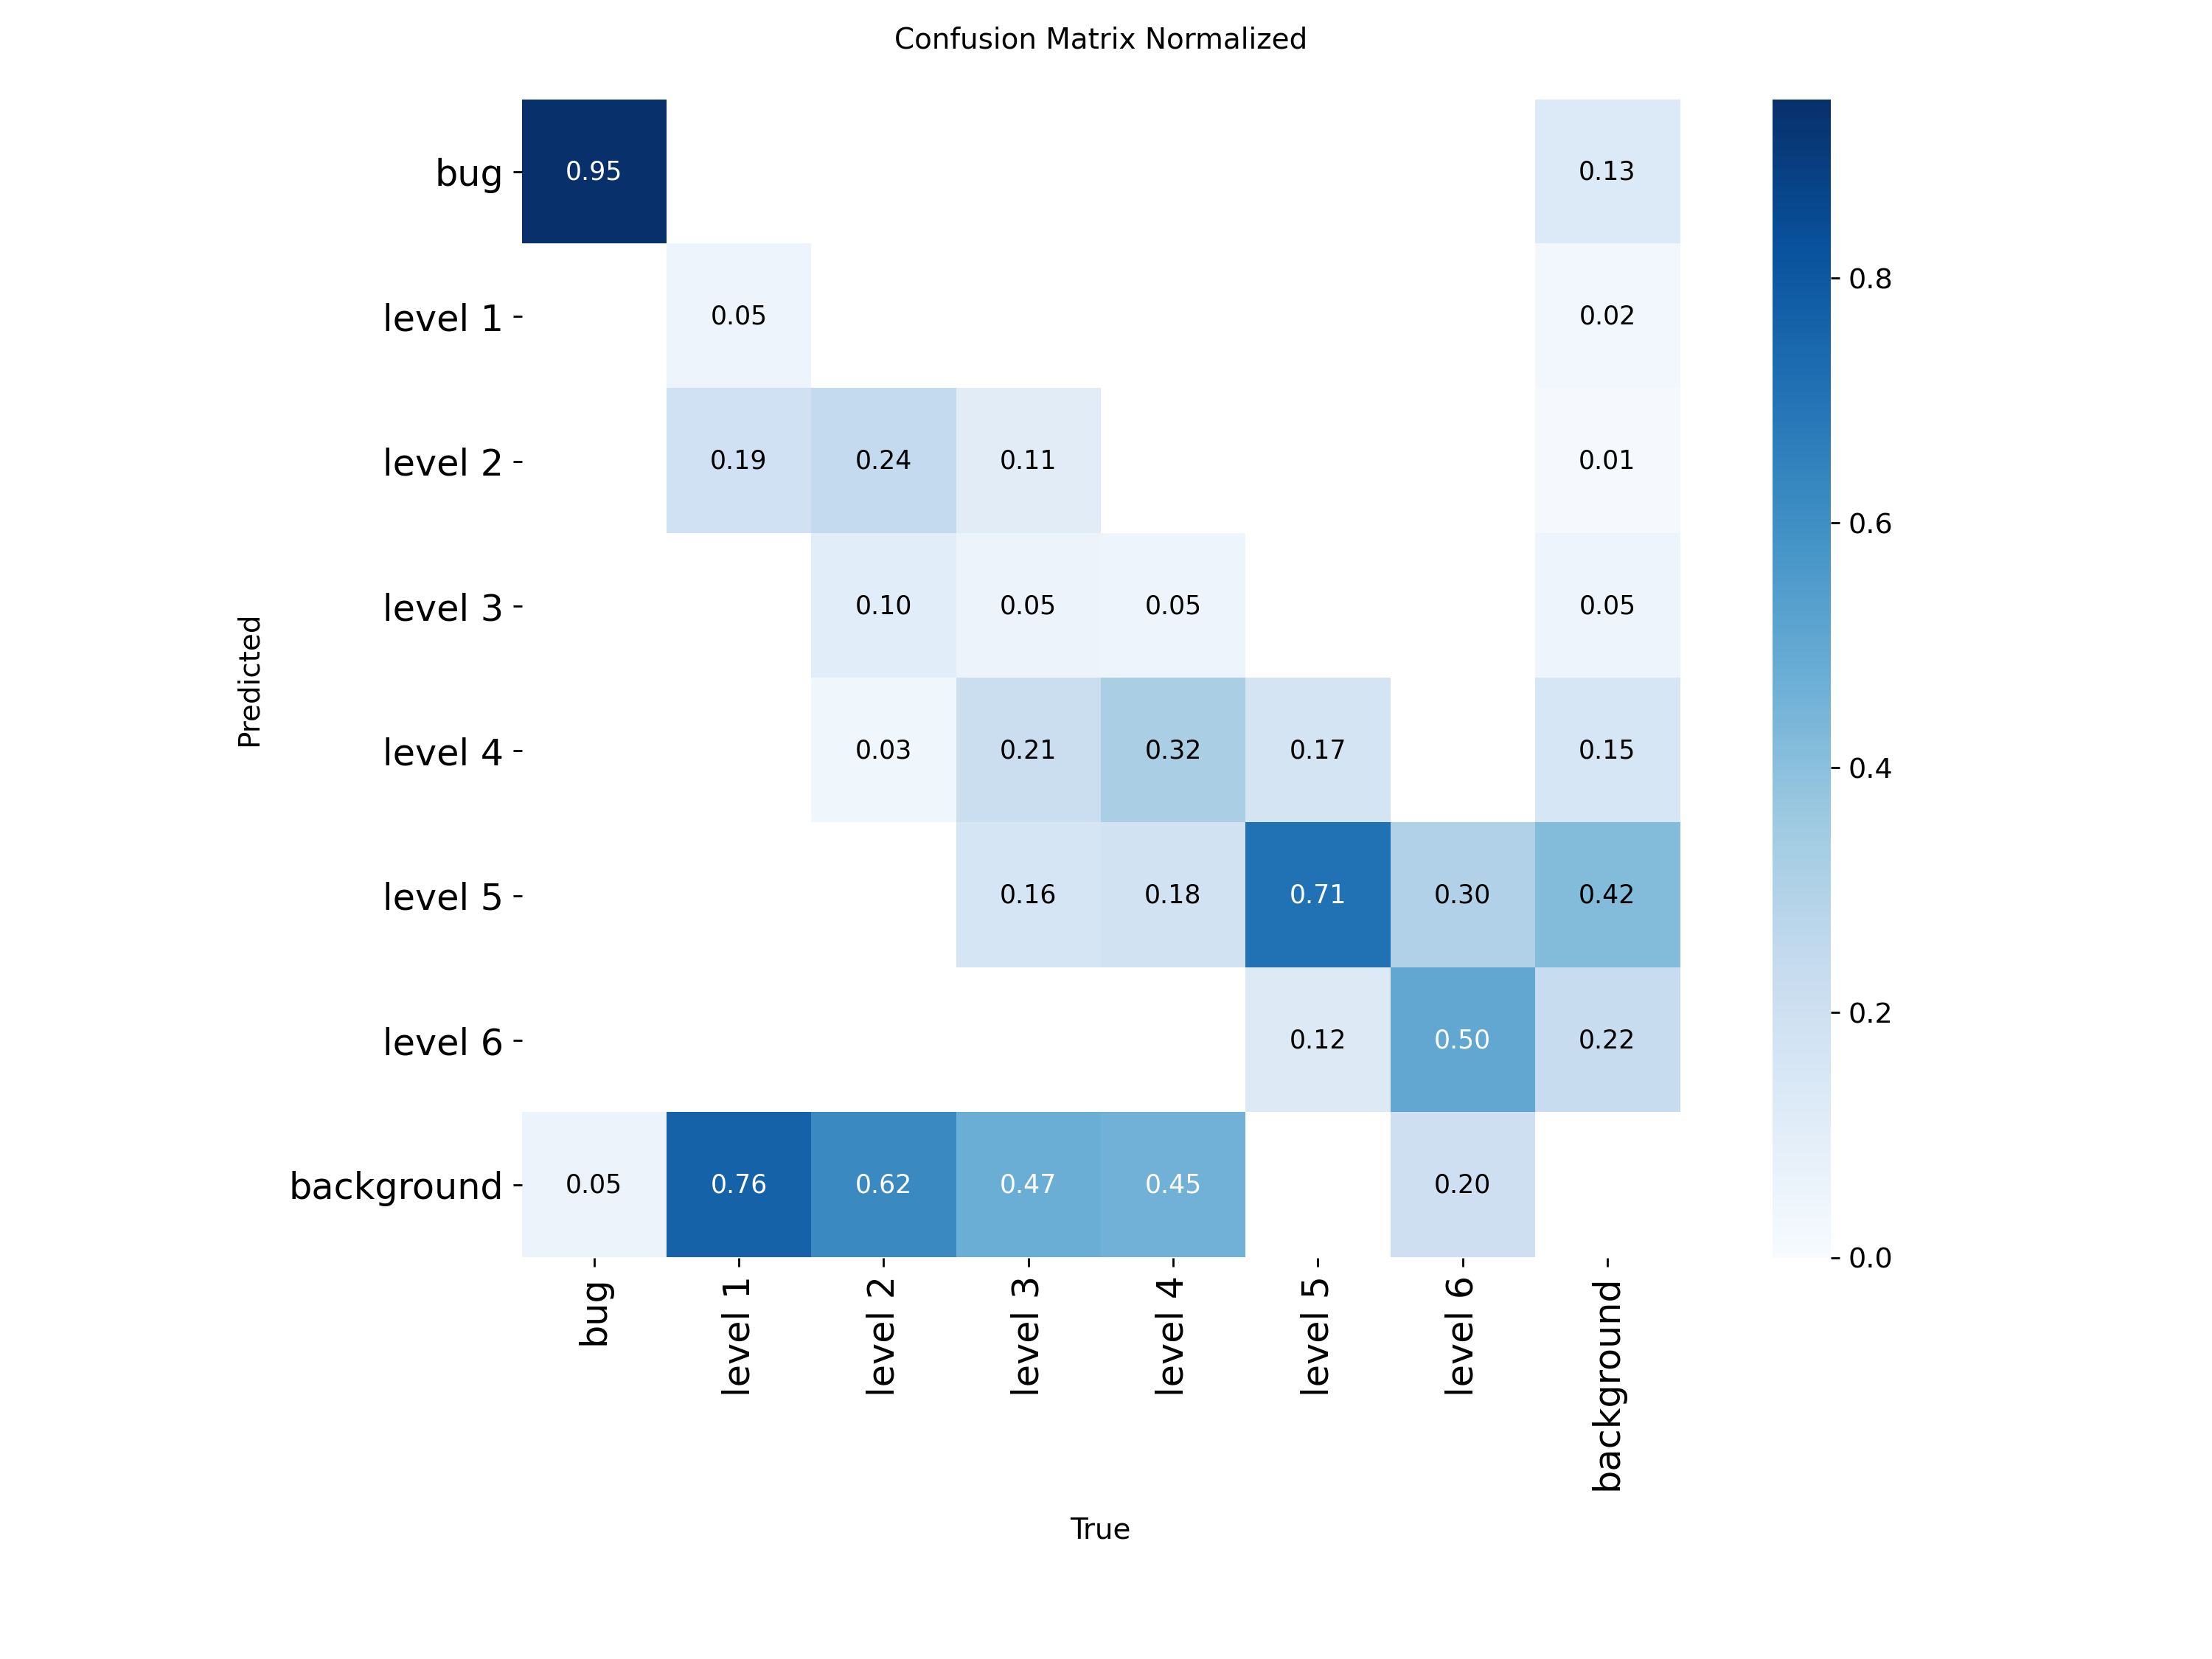 Confusion Matrix Normalized
bug
0.95
0.13
level 1
0.05
0.02
level 2
0.19
0.24
0.11
0.01
level 3
0.10
0.05
0.05
0.05
level 4
0.03
0.21
0.32
0.17
0.15
level 5
0.16
0.18
0.71
0.30
0.42
level 6
0.12
0.50
0.22
background
0.05
0.76
0.62
0.47
0.45
0.20
Predicted
bug
level 1
level 2
level 3
level 4
level 5
level 6
background
True
0.8
0.6
0.4
0.2
0.0